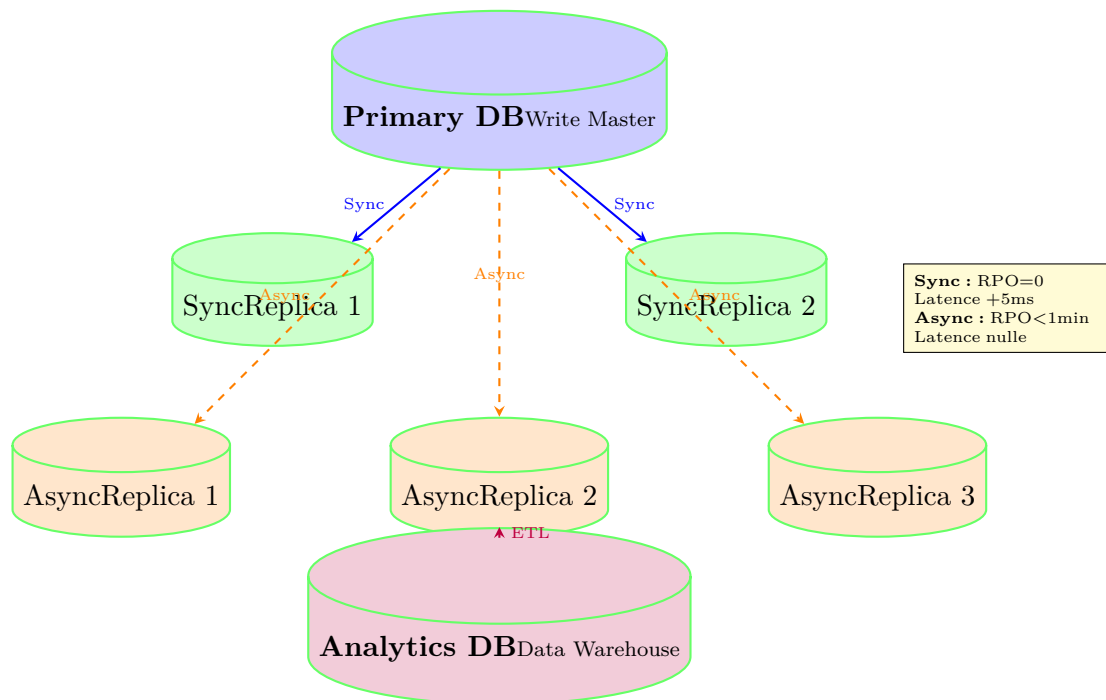 Primary DBWrite Master
Sync
Sync
Async
SyncReplica 1
Async
SyncReplica 2
Async
Sync : RPO=0
Latence +5ms
Async : RPO<1min
Latence nulle
AsyncReplica 1
AsyncReplica 2
AsyncReplica 3
ETL
Analytics DBData Warehouse